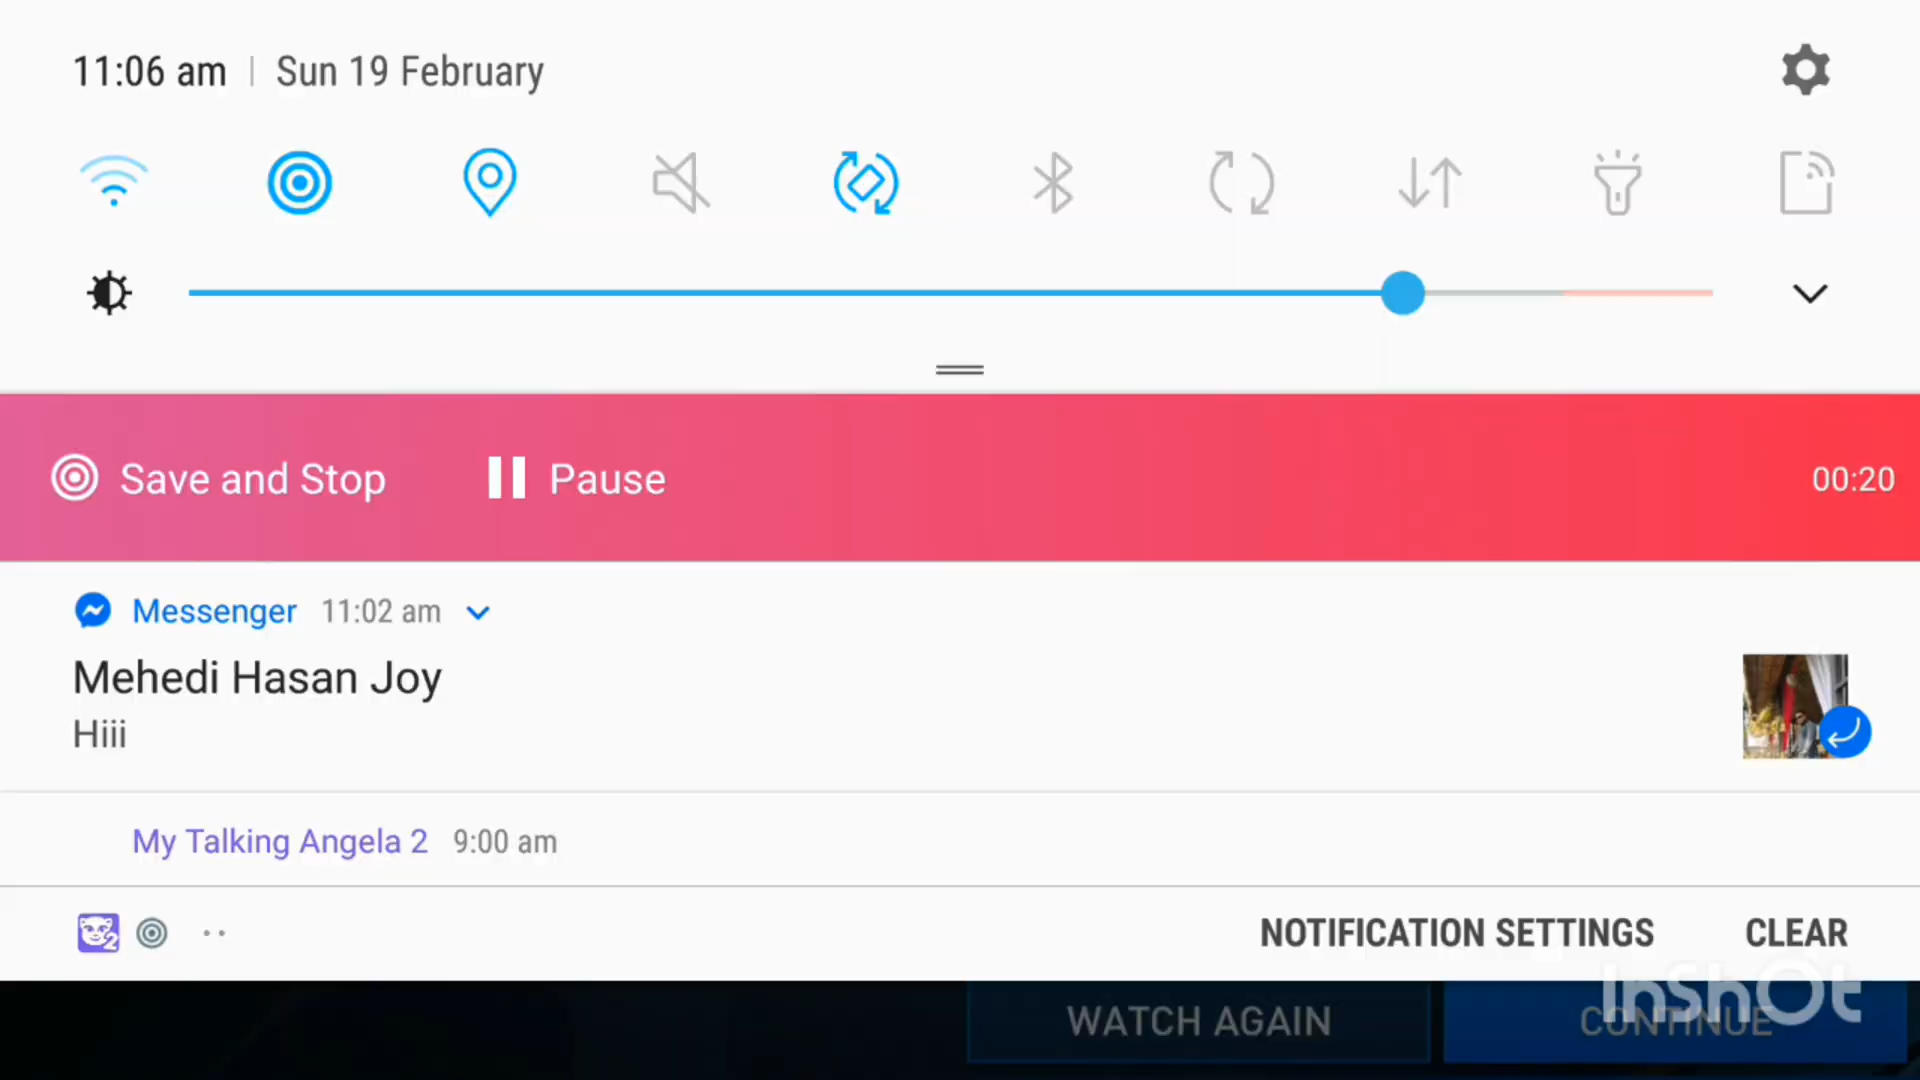 11:06 am | Sun 19 February
Save and Stop Pause 00:20
Messenger 11:02 am
Mehedi Hasan Joy
Hiii
My Talking Angela 2 9:00 am
2 NOTIFICATION SETTINGS CLEAR
InShOt
WATCH AGAIN CONTINUE